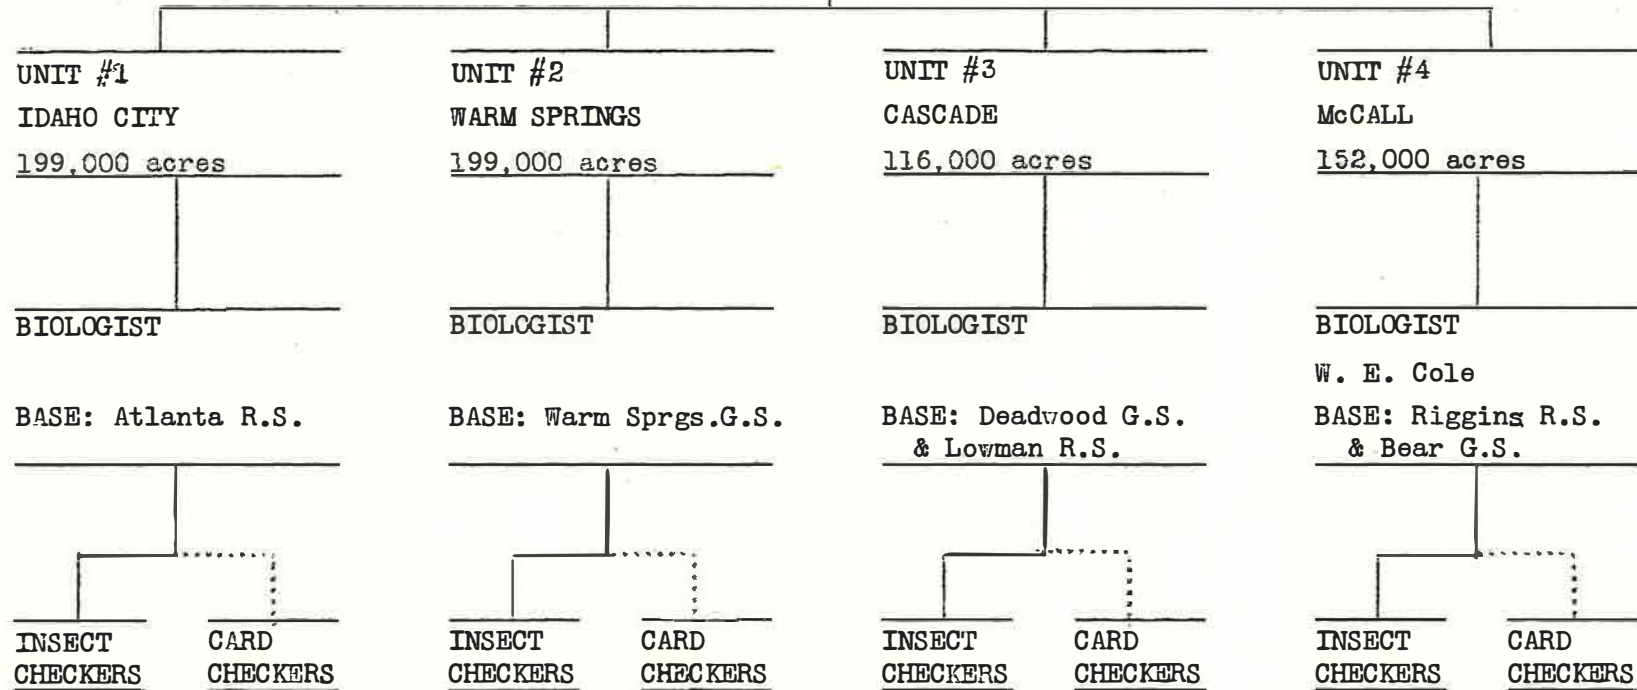 UNIT #1
IDAHO CITY
199,000 acres
BIOLOGIST
BASE: Atlanta R.S.
INSECT
CHECKERS
CARD
CHECKERS
UNIT #2
WARM SPRINGS
199,000 acres
BIOLOGIST
BASE: Warm Sprgs.G.S.
INSECT
CHECKERS
CARD
CHECKERS
UNIT #3
CASCADE
116,000 acres
BIOLOGIST
BASE: Deadwood G.S.
& Lowman R.S.
INSECT
CHECKERS
CARD
CHECKERS
UNIT #4
McCALL
152,000 acres
BIOLOGIST
W. E. Cole
BASE: Riggins R.S.
& Bear G.S.
INSECT
CHECKERS
CARD
CHECKERS